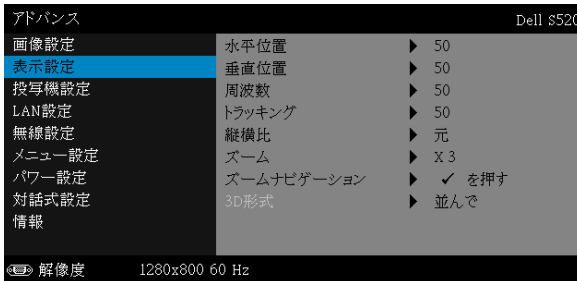 アドバンス Dell S520
画像設定 水平位置 50
表示設定 垂直位置 50
投写機設定 周波数 50
LAN設定 トラッキング 50
無線設定 縦横比 元
メニュー設定 ズーム X 3
パワー設定 ズームナビゲーション ✓ を押す
対話式設定 3D形式 並んで
情報
解像度 1280x800 60 Hz